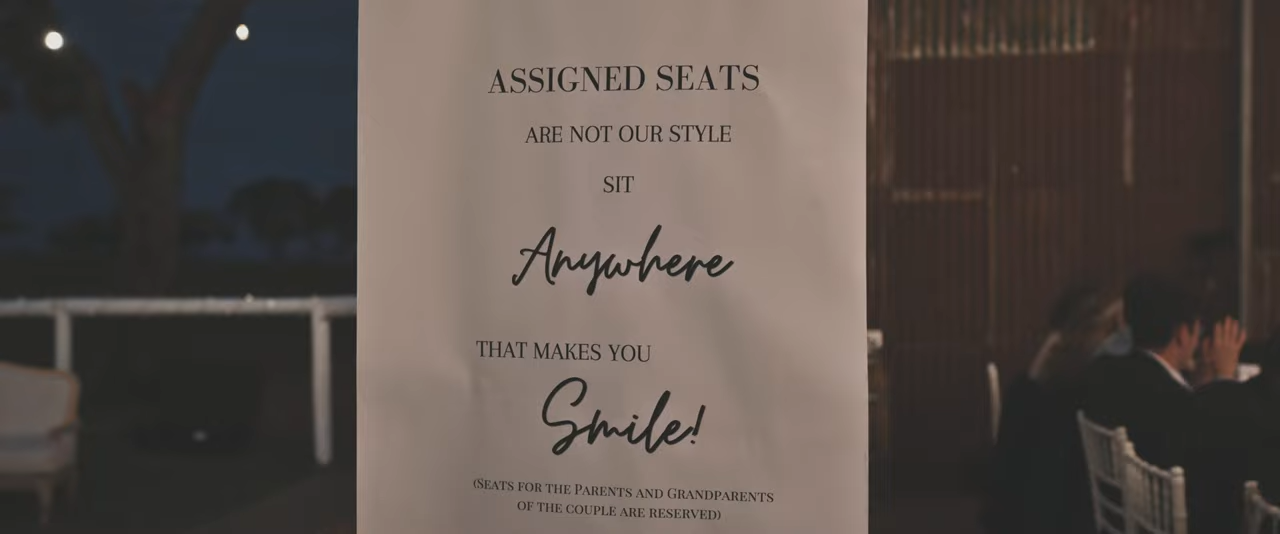 ASSIGNED SEATS
ARE NOT OUR STYLE
SIT
Anywhere
THAT MAKES YOU
Smile!
(Seats for the Parents and Grandparents
of the couple are reserved)